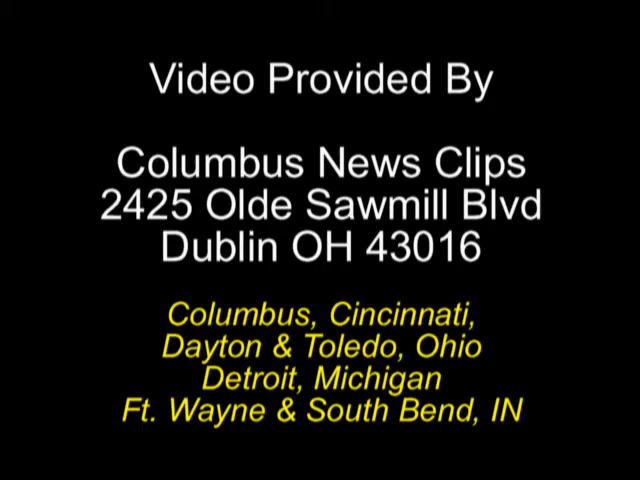 Video Provided By
Columbus News Clips
2425 Olde Sawmill Blvd
Dublin OH 43016
Columbus, Cincinnati,
Dayton & Toledo, Ohio
Detroit, Michigan
Ft. Wayne & South Bend, IN